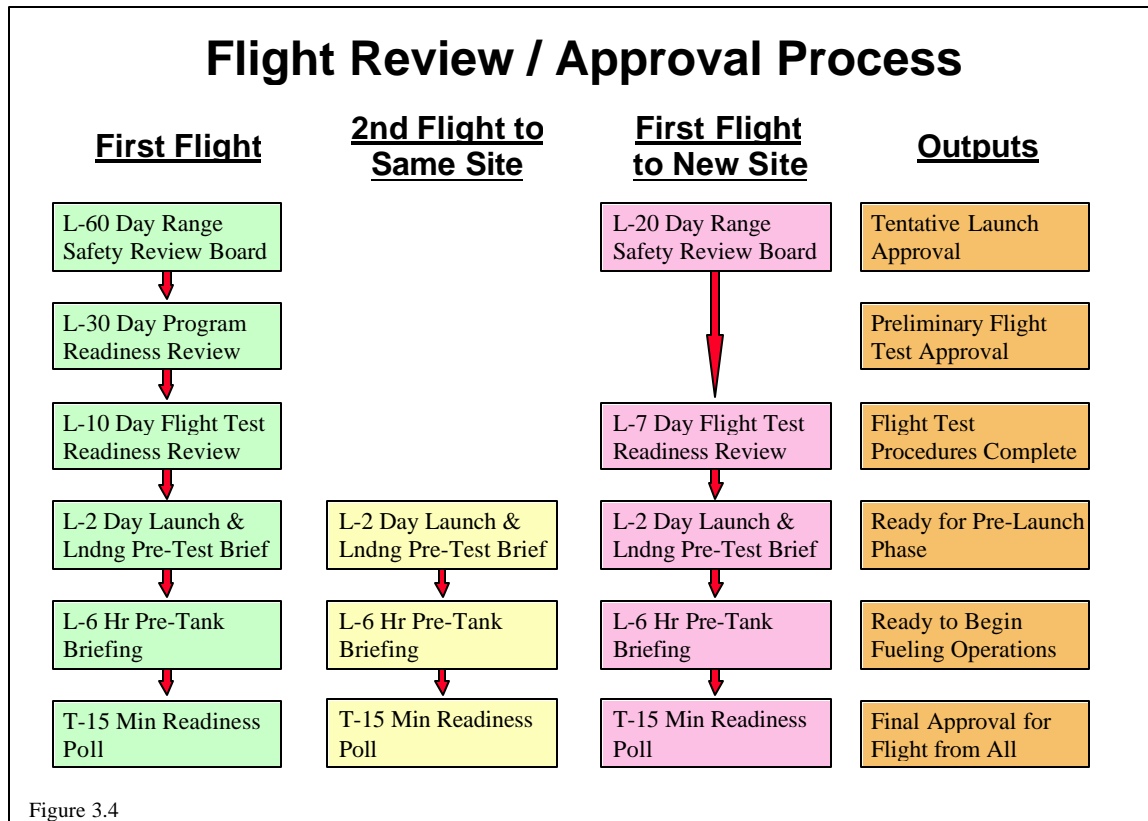 Flight Review / Approval Process
First Flight
2nd Flight to
Same Site
First Flight
to New Site
Outputs
L-60 Day Range
Safety Review Board
L-30 Day Program
Readiness Review
L-10 Day Flight Test
Readiness Review
L-2 Day Launch &
Lndng Pre-Test Brief
L-6 Hr Pre-Tank
Briefing
T-15 Min Readiness
Poll
L-2 Day Launch &
Lndng Pre-Test Brief
L-6 Hr Pre-Tank
Briefing
T-15 Min Readiness
Poll
L-20 Day Range
Safety Review Board
L-7 Day Flight Test
Readiness Review
L-2 Day Launch &
Lndng Pre-Test Brief
L-6 Hr Pre-Tank
Briefing
T-15 Min Readiness
Poll
Tentative Launch
Approval
Preliminary Flight
Test Approval
Flight Test
Procedures Complete
Ready for Pre-Launch
Phase
Ready to Begin
Fueling Operations
Final Approval for
Flight from All
Figure 3.4